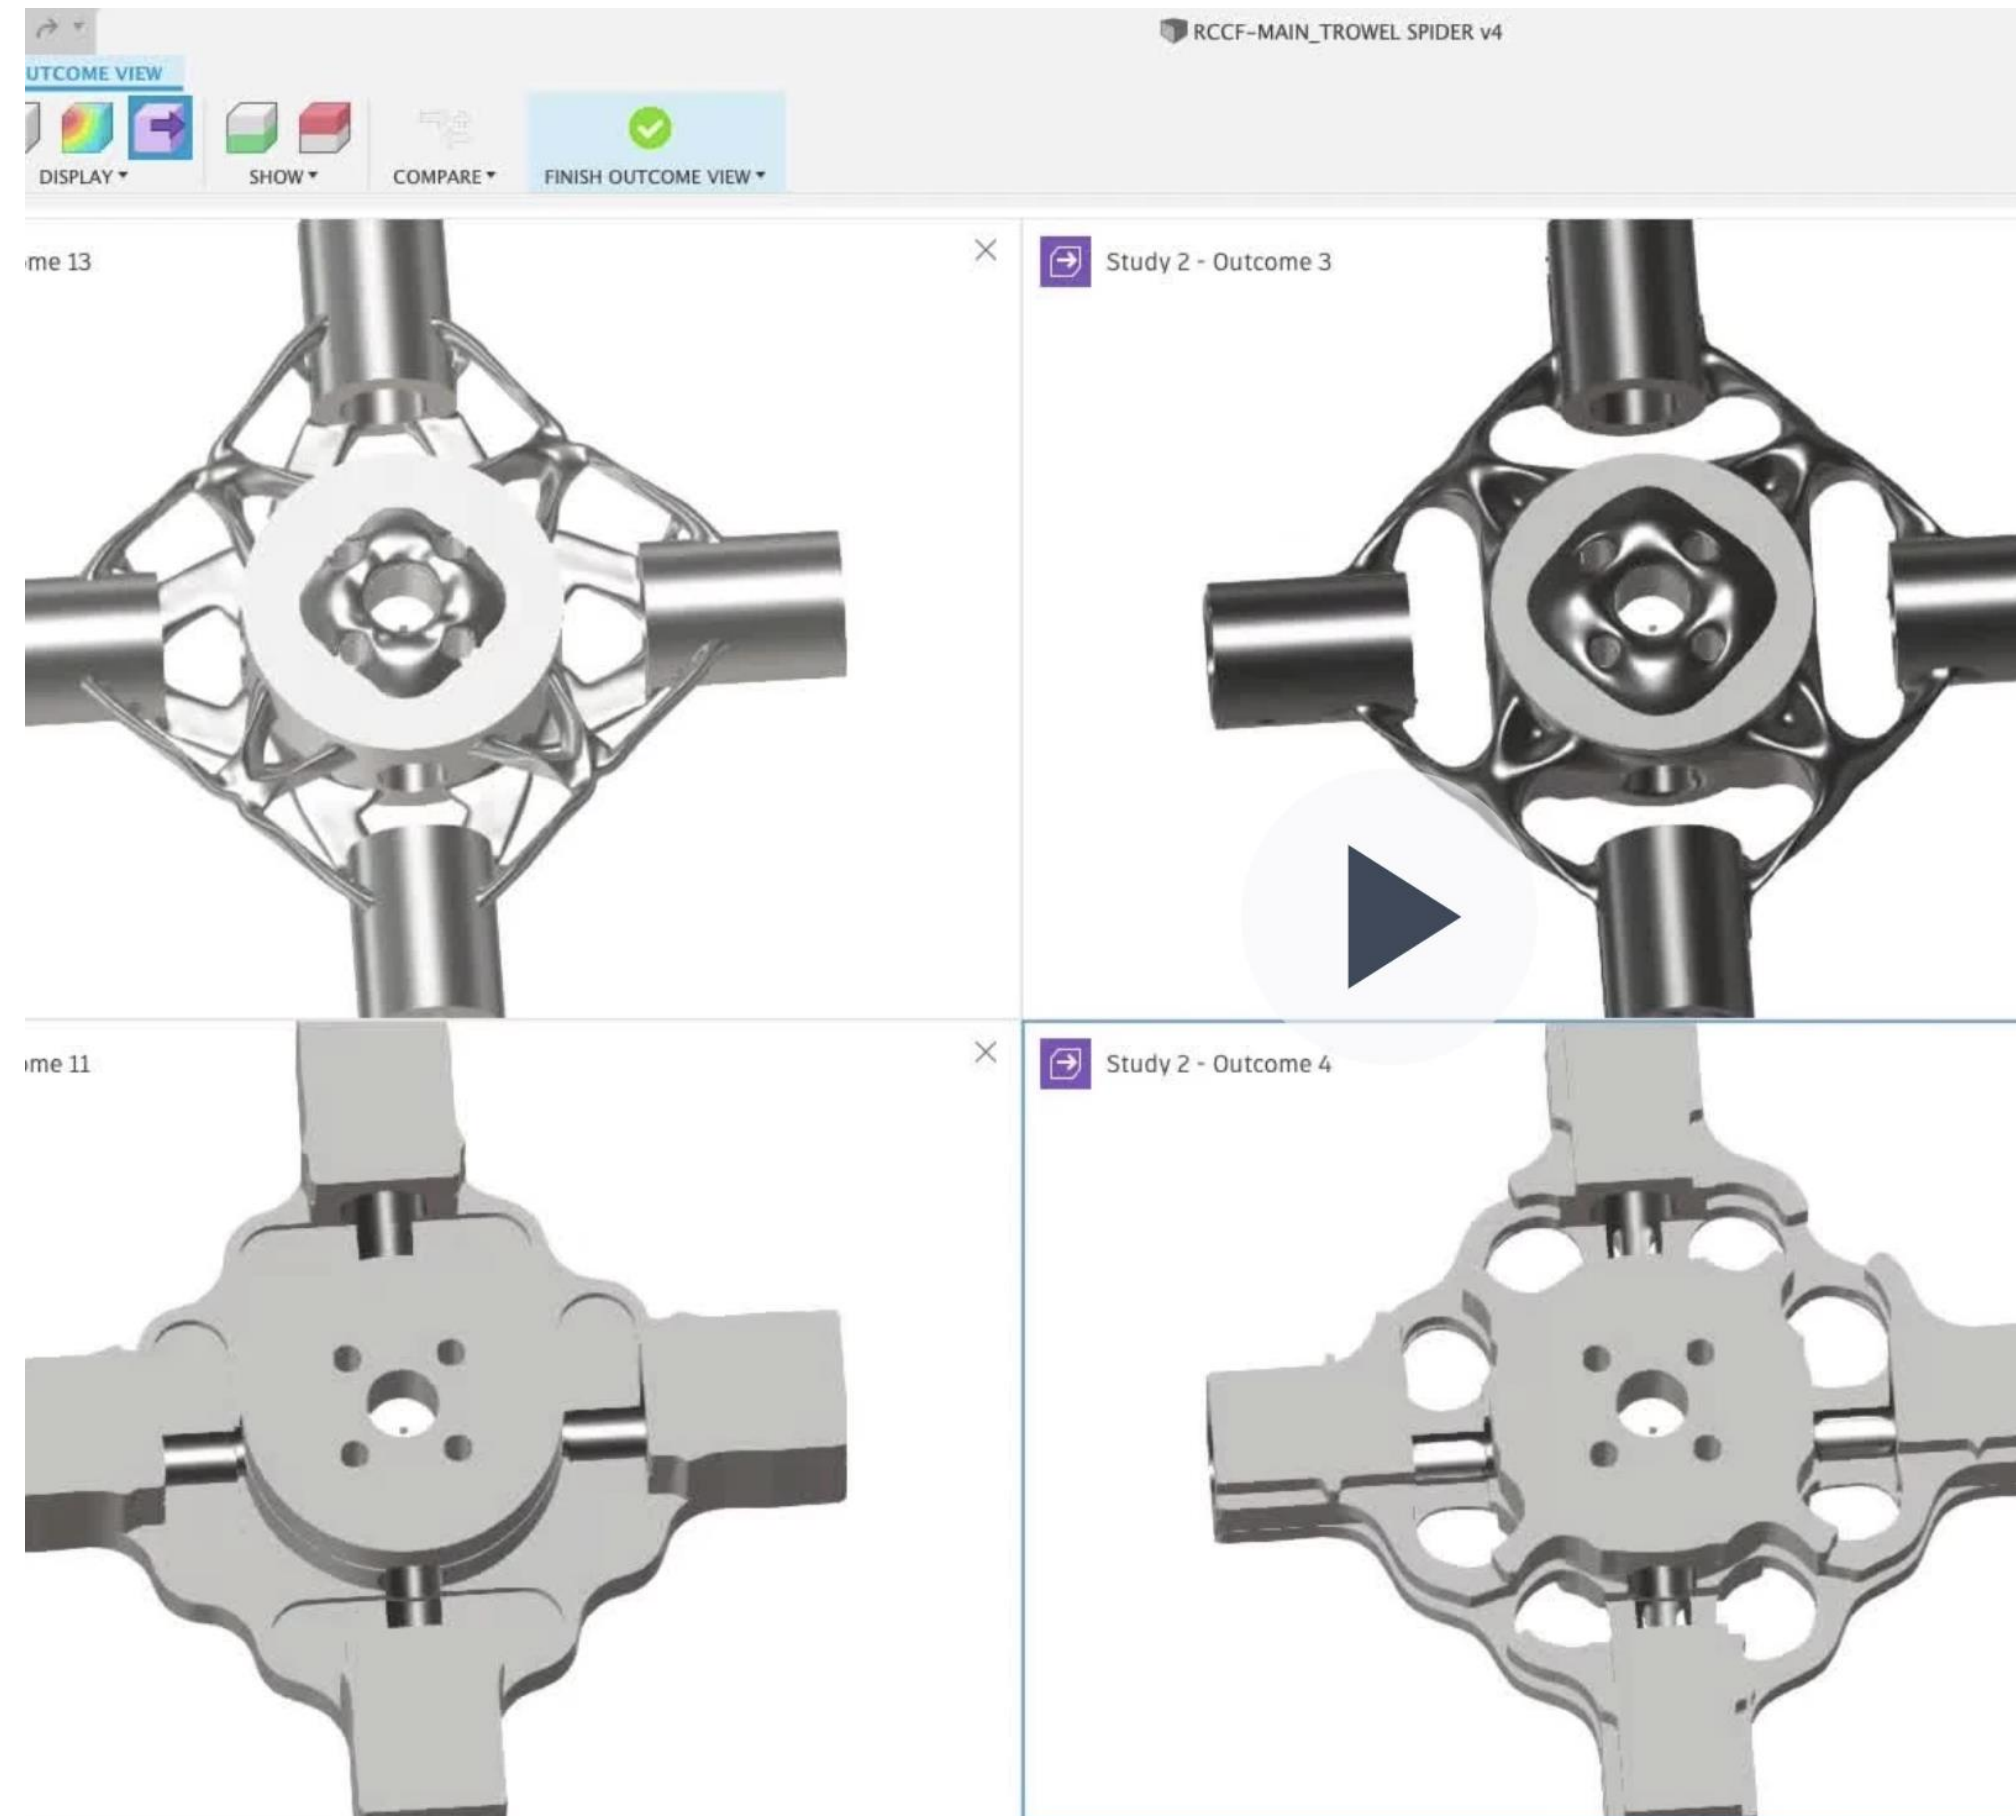 RCCF-MAIN_TROWEL SPIDER v4
UTCOME VIEW
DISPLAY
SHOW
COMPARE
FINISH OUTCOME VIEW
me 13
Study 2 - Outcome 3
ome 11
Study 2 - Outcome 4